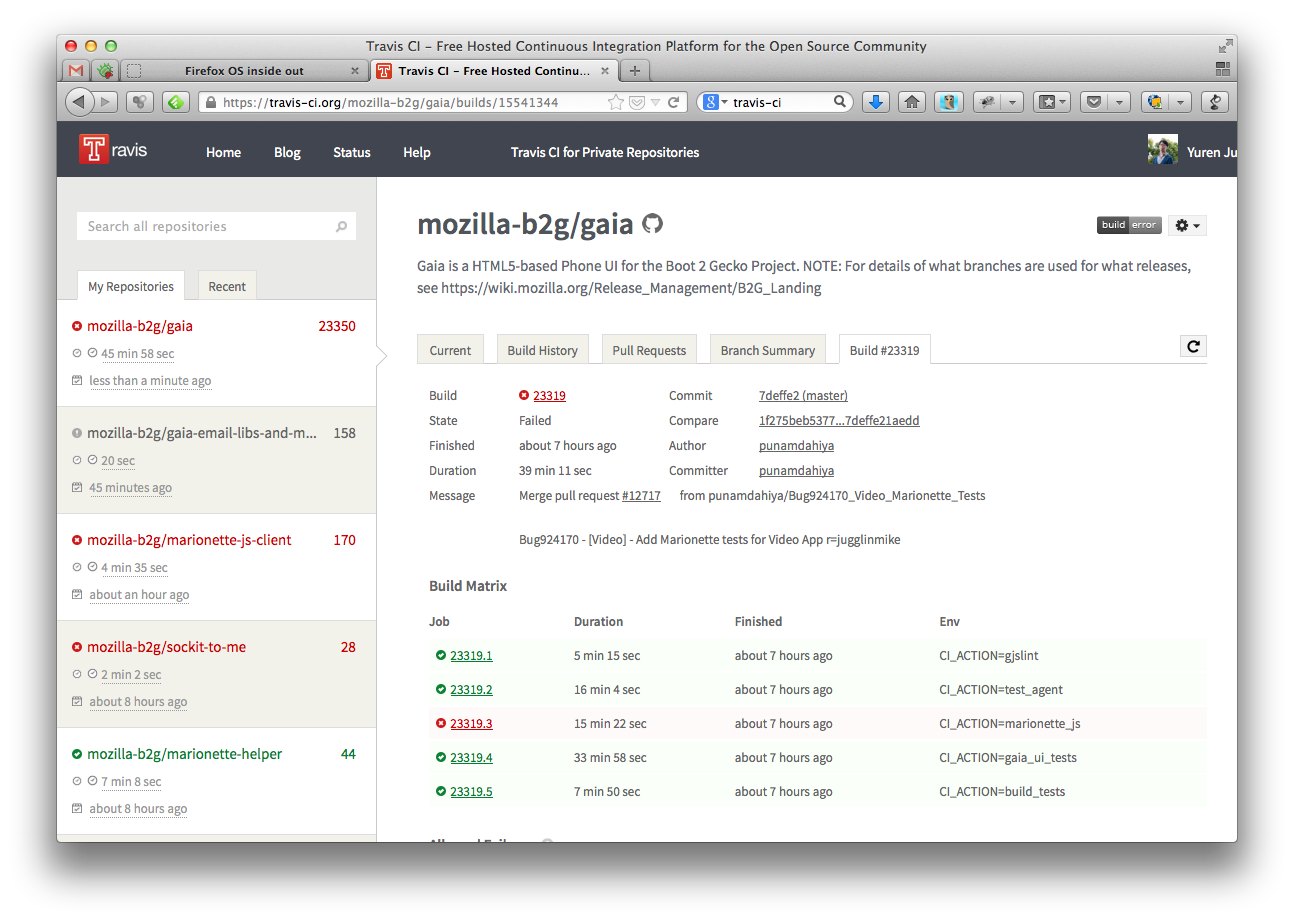 Travis CI – Free Hosted Continuous Integration Platform for the Open Source Community
Firefox OS inside out
Travis CI – Free Hosted Continu...
https://travis-ci.org/mozilla-b2g/gaia/builds/15541344
travis-ci
Travis
Home
Blog
Status
Help
Travis CI for Private Repositories
Yuren Ju
Search all repositories
My Repositories
Recent
mozilla-b2g/gaia 23350
45 min 58 sec
less than a minute ago
mozilla-b2g/gaia-email-libs-and-m... 158
20 sec
45 minutes ago
mozilla-b2g/marionette-js-client 170
4 min 35 sec
about an hour ago
mozilla-b2g/sockit-to-me 28
2 min 2 sec
about 8 hours ago
mozilla-b2g/marionette-helper 44
7 min 8 sec
about 8 hours ago
mozilla-b2g/gaia
build error
Gaia is a HTML5-based Phone UI for the Boot 2 Gecko Project. NOTE: For details of what branches are used for what releases,
see https://wiki.mozilla.org/Release_Management/B2G_Landing
Current
Build History
Pull Requests
Branch Summary
Build #23319
Build 23319 Commit 7deffe2 (master)
State Failed Compare 1f275beb5377...7deffe21aedd
Finished about 7 hours ago Author punamdahiya
Duration 39 min 11 sec Committer punamdahiya
Message Merge pull request #12717 from punamdahiya/Bug924170_Video_Marionette_Tests
Bug924170 - [Video] - Add Marionette tests for Video App r=jugglinmike
Build Matrix
Job Duration Finished Env
23319.1 5 min 15 sec about 7 hours ago CI_ACTION=gjslint
23319.2 16 min 4 sec about 7 hours ago CI_ACTION=test_agent
23319.3 15 min 22 sec about 7 hours ago CI_ACTION=marionette_js
23319.4 33 min 58 sec about 7 hours ago CI_ACTION=gaia_ui_tests
23319.5 7 min 50 sec about 7 hours ago CI_ACTION=build_tests